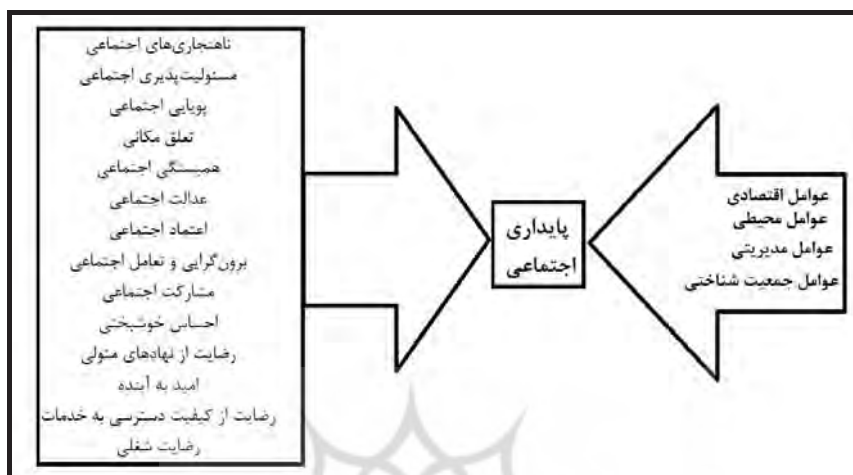 ناهنجاری‌های اجتماعی
مسئولیت‌پذیری اجتماعی
پویایی اجتماعی
تعلق مکانی
همبستگی اجتماعی
عدالت اجتماعی
اعتماد اجتماعی
برون‌گرایی و تعامل اجتماعی
مشارکت اجتماعی
احساس خوشبختی
رضایت از نهادهای متولی
امید به آینده
رضایت از کیفیت دسترسی به خدمات
رضایت شغلی
پایداری
اجتماعی
عوامل اقتصادی
عوامل محیطی
عوامل مدیریتی
عوامل جمعیت شناختی